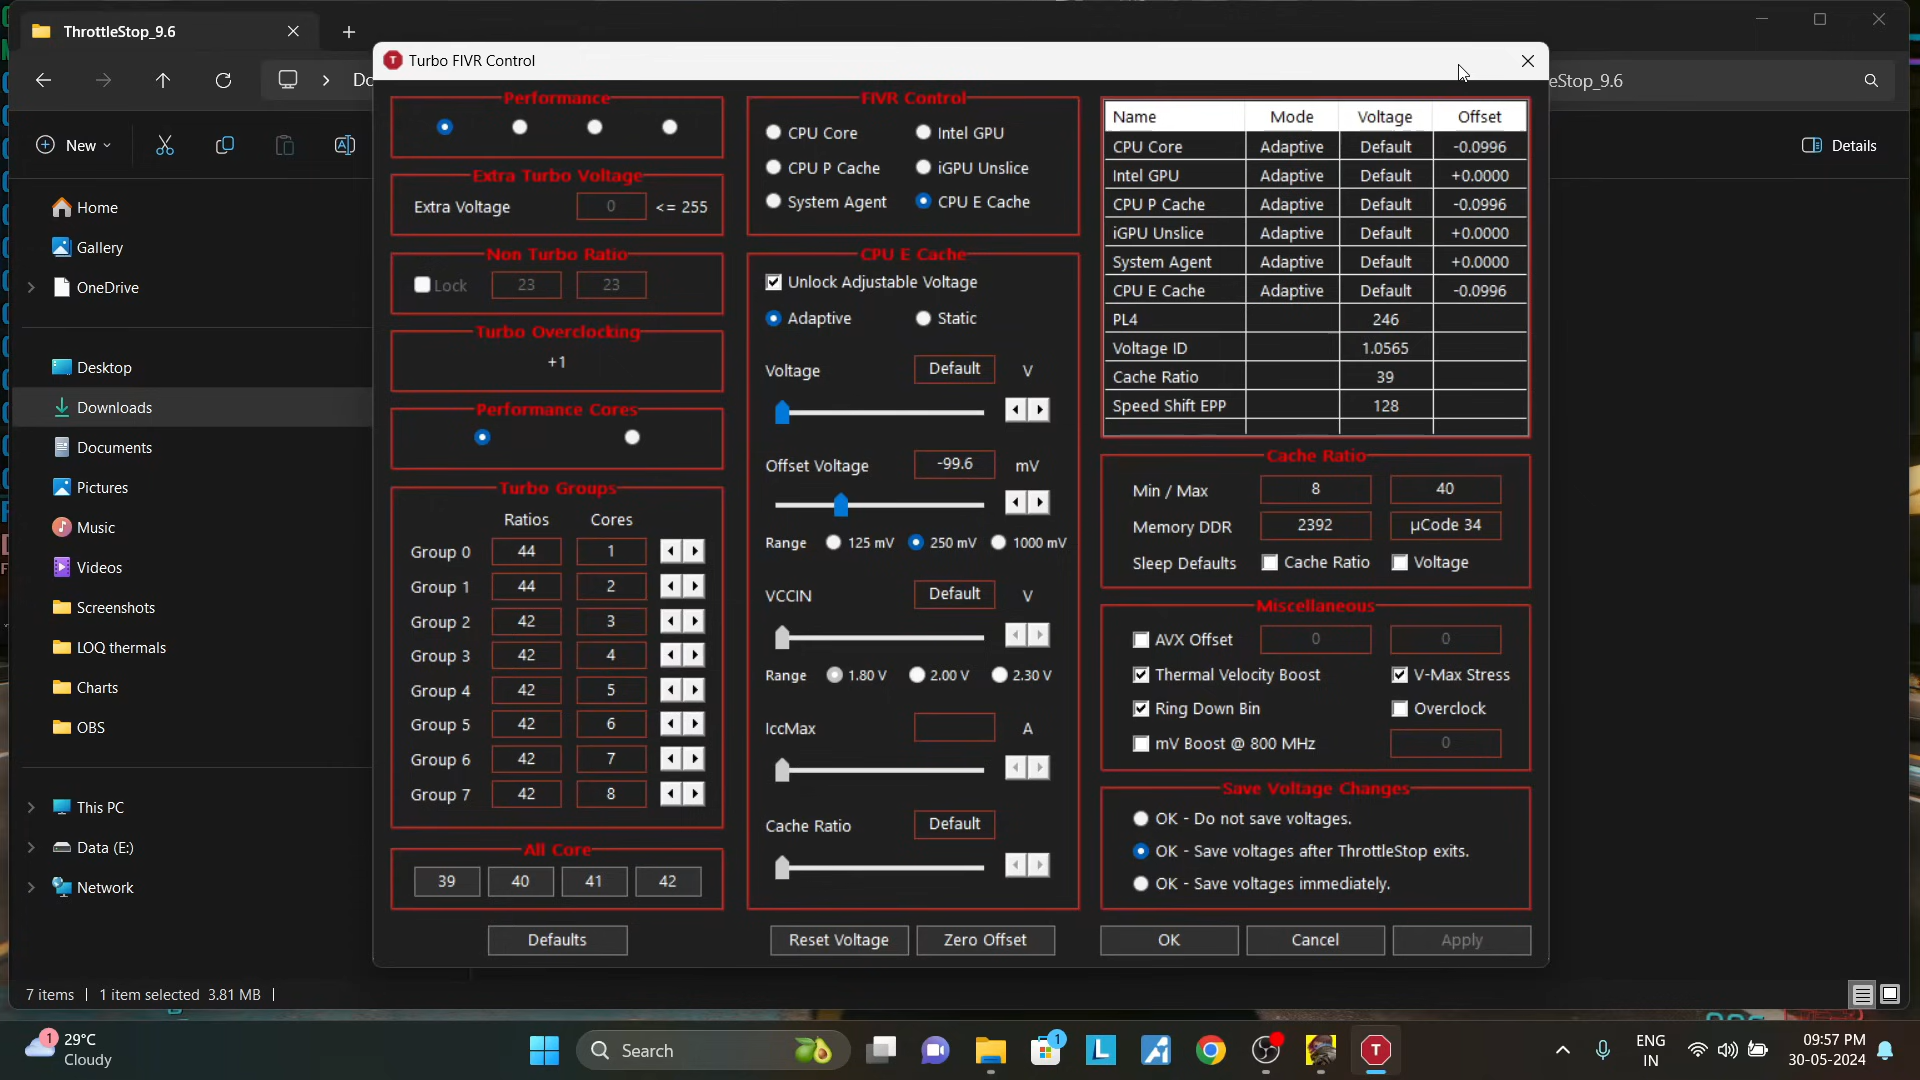 ThrottleStop_9.6
Do
eStop_9.6
New
Details
Home
Gallery
OneDrive
Desktop
Downloads
Documents
Pictures
Music
Videos
Screenshots
LOQ thermals
Charts
OBS
This PC
Data (E:)
Network
7 items
1 item selected 3.81 MB
Turbo FIVR Control
Performance
Extra Turbo Voltage
Extra Voltage 0 <= 255
Non Turbo Ratio
Lock 23 23
Turbo Overclocking
+1
Performance Cores
Turbo Groups
Ratios Cores
Group 0 44 1
Group 1 44 2
Group 2 42 3
Group 3 42 4
Group 4 42 5
Group 5 42 6
Group 6 42 7
Group 7 42 8
All Core
39 40 41 42
Defaults
FIVR Control
CPU Core Intel GPU
CPU P Cache iGPU Unslice
System Agent CPU E Cache
CPU E Cache
Unlock Adjustable Voltage
Adaptive Static
Voltage Default V
Offset Voltage -99.6 mV
Range 125 mV 250 mV 1000 mV
VCCIN Default V
Range 1.80 V 2.00 V 2.30 V
IccMax A
Cache Ratio Default
Reset Voltage Zero Offset
Name Mode Voltage Offset
CPU Core Adaptive Default -0.0996
Intel GPU Adaptive Default +0.0000
CPU P Cache Adaptive Default -0.0996
iGPU Unslice Adaptive Default +0.0000
System Agent Adaptive Default +0.0000
CPU E Cache Adaptive Default -0.0996
PL4 246
Voltage ID 1.0565
Cache Ratio 39
Speed Shift EPP 128
Cache Ratio
Min / Max 8 40
Memory DDR 2392 µCode 34
Sleep Defaults Cache Ratio Voltage
Miscellaneous
AVX Offset 0 0
Thermal Velocity Boost V-Max Stress
Ring Down Bin Overclock
mV Boost @ 800 MHz 0
Save Voltage Changes
OK - Do not save voltages.
OK - Save voltages after ThrottleStop exits.
OK - Save voltages immediately.
OK Cancel Apply
1
29°C
Cloudy
Search
1
L
T
ENG
IN
09:57 PM
30-05-2024